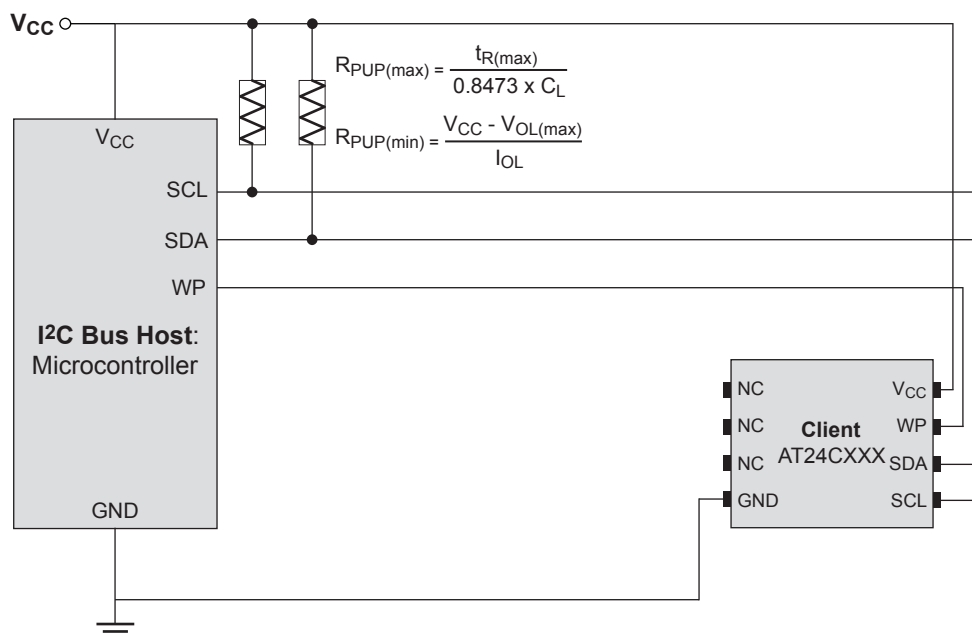 VCC
RPUP(max) = tR(max) / 0.8473 x CL
RPUP(min) = VCC - VOL(max) / IOL
VCC
SCL
SDA
WP
I2C Bus Host:
Microcontroller
GND
NC
NC
NC
GND
Client
AT24CXXX
VCC
WP
SDA
SCL